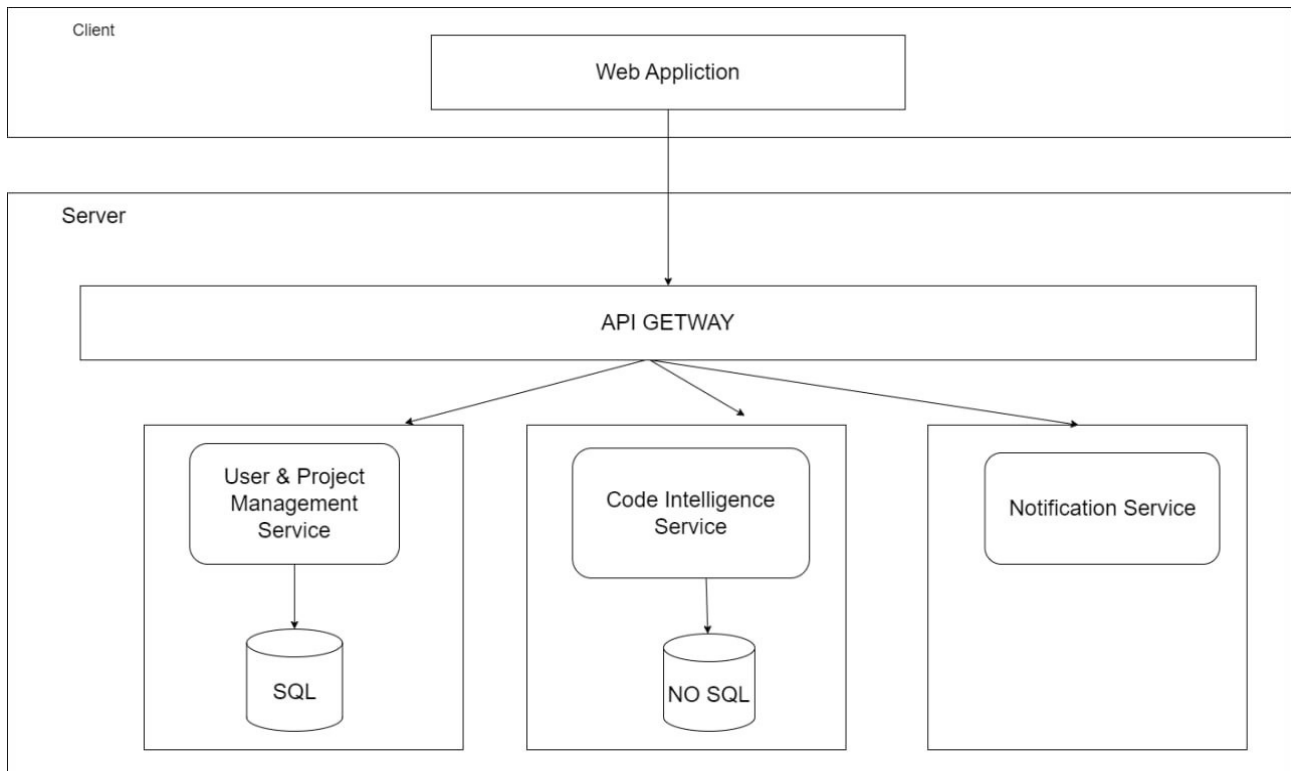 Client
Web Appliction
Server
API GETWAY
User & Project
Management
Service
SQL
Code Intelligence
Service
NO SQL
Notification Service